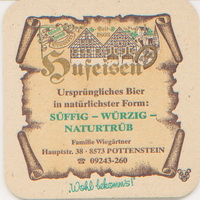 Seit
Hufeisen
Ursprüngliches Bier
in natürlichster Form:
SÜFFIG – WÜRZIG –
NATURTRÜB
Familie Wiegärtner
Hauptstr. 38 - 8573 POTTENSTEIN
☎ 09243-260
„Wohl bekomm's!"